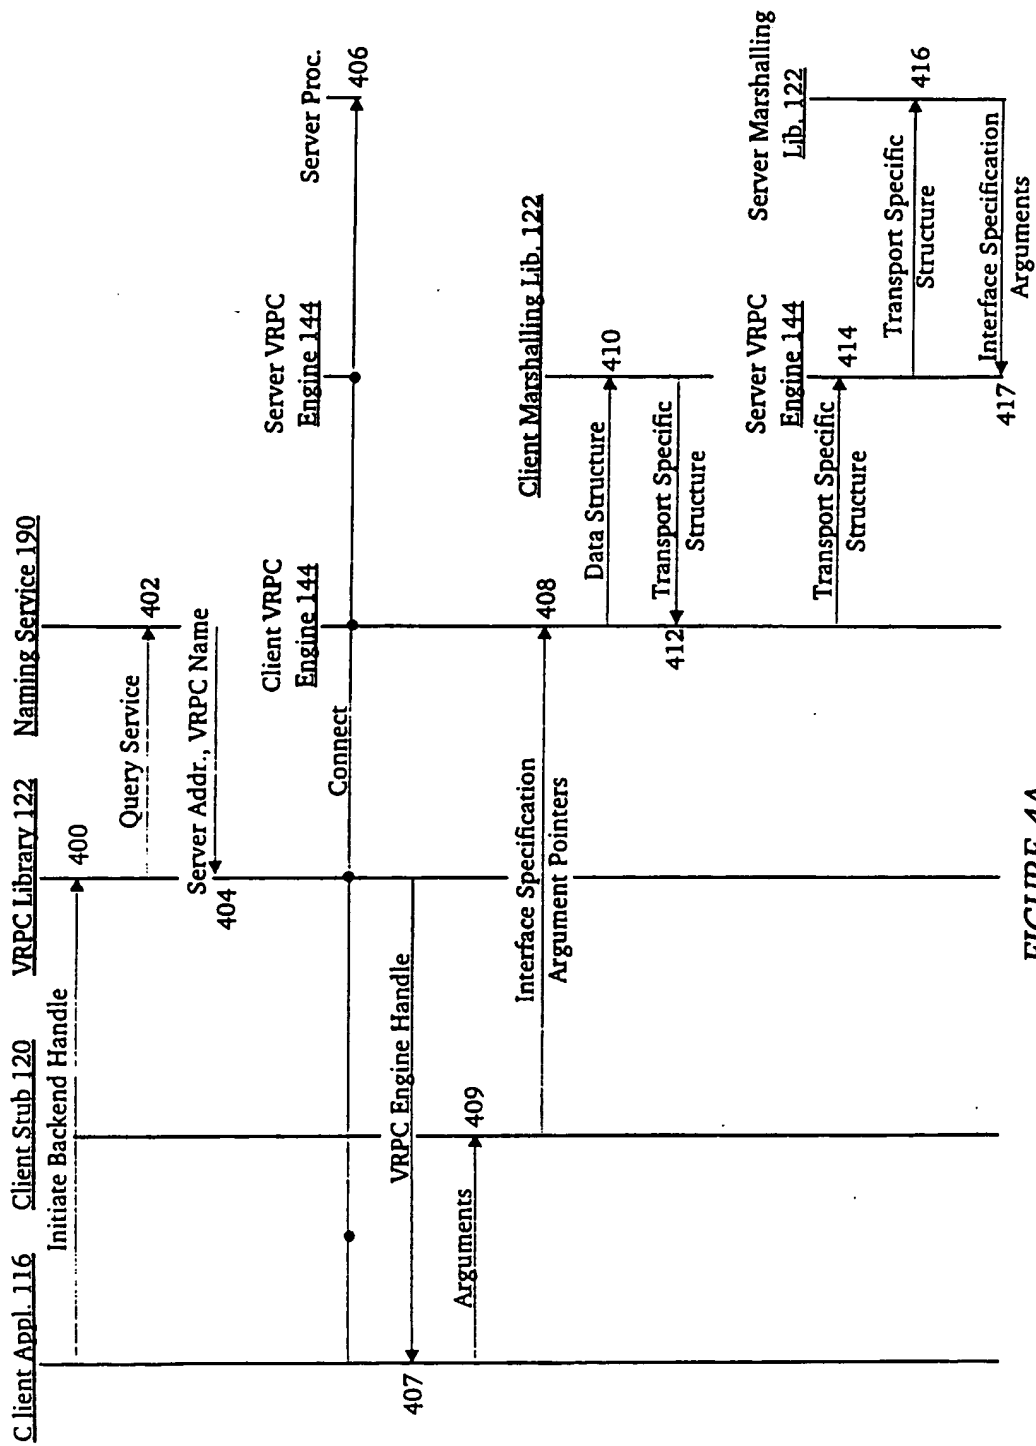 Client Appl. 116
Client Stub 120
VRPC Library 122
Naming Service 190
Initiate Backend Handle
400
Query Service
402
Server Addr., VRPC Name
404
Client VRPC
Engine 144
Server VRPC
Engine 144
Server Proc.
Connect
406
VRPC Engine Handle
407
Arguments
409
Interface Specification
Argument Pointers
408
Client Marshalling Lib. 122
Data Structure
410
Transport Specific
Structure
412
Server VRPC
Engine 144
Server Marshalling
Lib. 122
Transport Specific
Structure
414
Transport Specific
Structure
416
Interface Specification
Arguments
417
FIGURE 4A